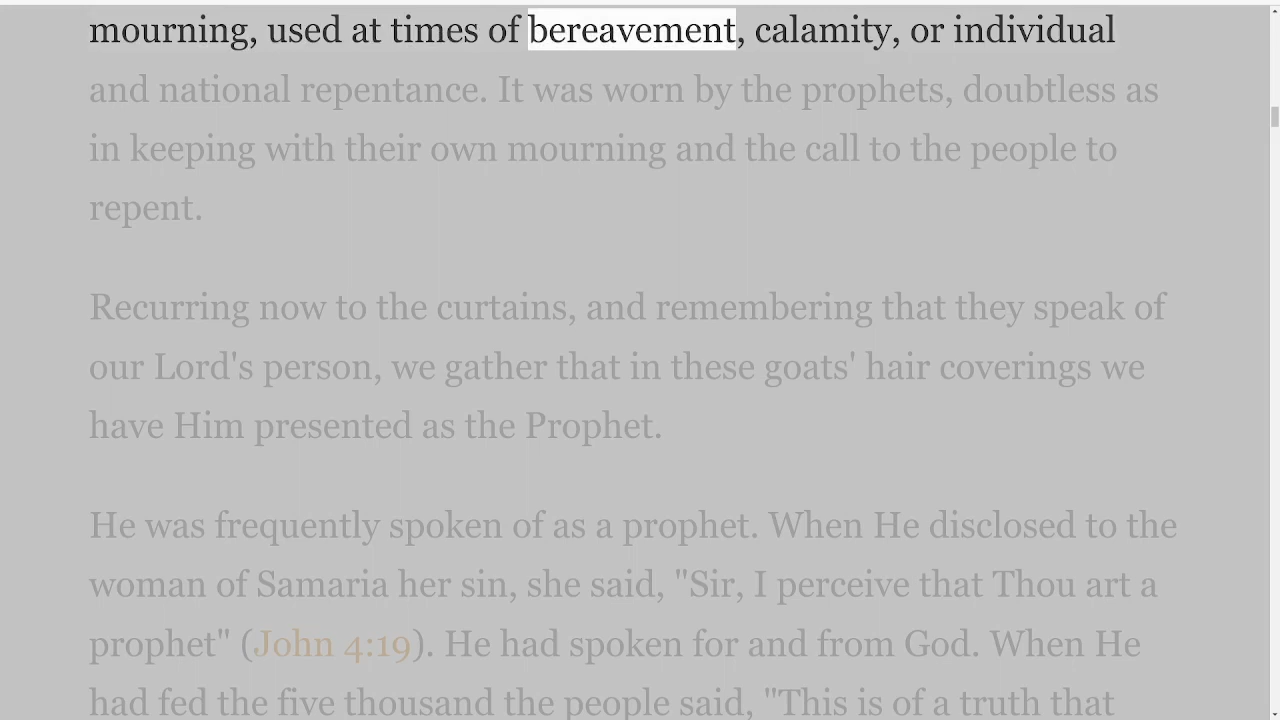 mourning, used at times of bereavement, calamity, or individual
and national repentance. It was worn by the prophets, doubtless as
in keeping with their own mourning and the call to the people to
repent.
Recurring now to the curtains, and remembering that they speak of
our Lord's person, we gather that in these goats' hair coverings we
have Him presented as the Prophet.
He was frequently spoken of as a prophet. When He disclosed to the
woman of Samaria her sin, she said, "Sir, I perceive that Thou art a
prophet" (John 4:19). He had spoken for and from God. When He
had fed the five thousand the people said, "This is of a truth that